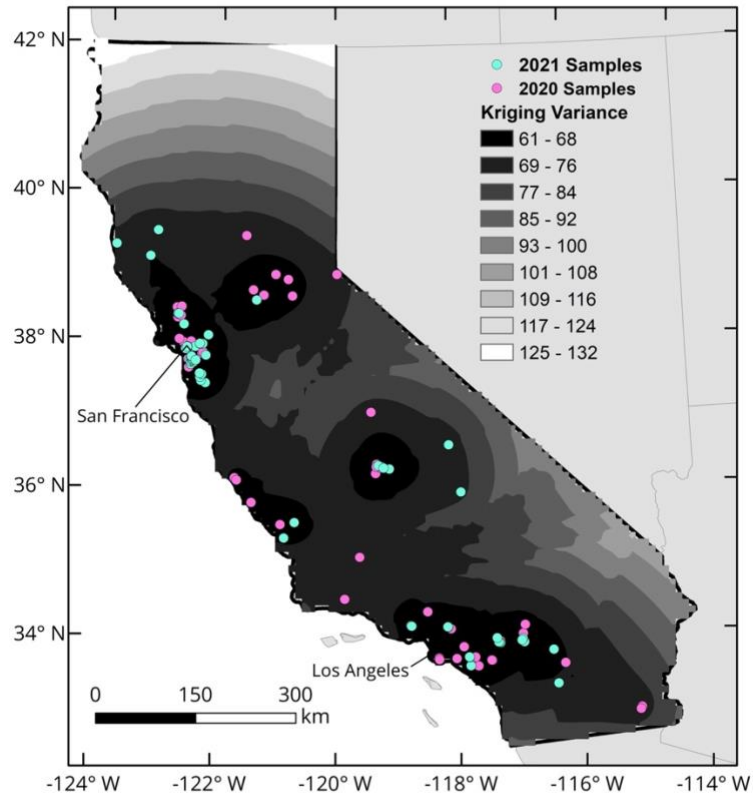 42° N
40° N
38° N
36° N
34° N
2021 Samples
2020 Samples
Kriging Variance
61 - 68
69 - 76
77 - 84
85 - 92
93 - 100
101 - 108
109 - 116
117 - 124
125 - 132
San Francisco
Los Angeles
0 150 300
km
-124° W -122° W -120° W -118° W -116° W -114° W